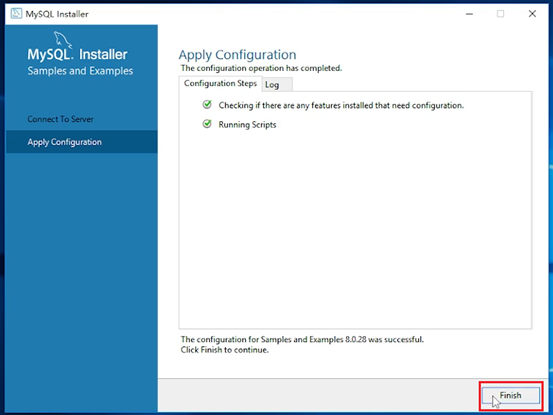 MySQL Installer
MySQL. Installer
Samples and Examples
Connect To Server
Apply Configuration
Apply Configuration
The configuration operation has completed.
Configuration Steps Log
Checking if there are any features installed that need configuration.
Running Scripts
The configuration for Samples and Examples 8.0.28 was successful.
Click Finish to continue.
Finish